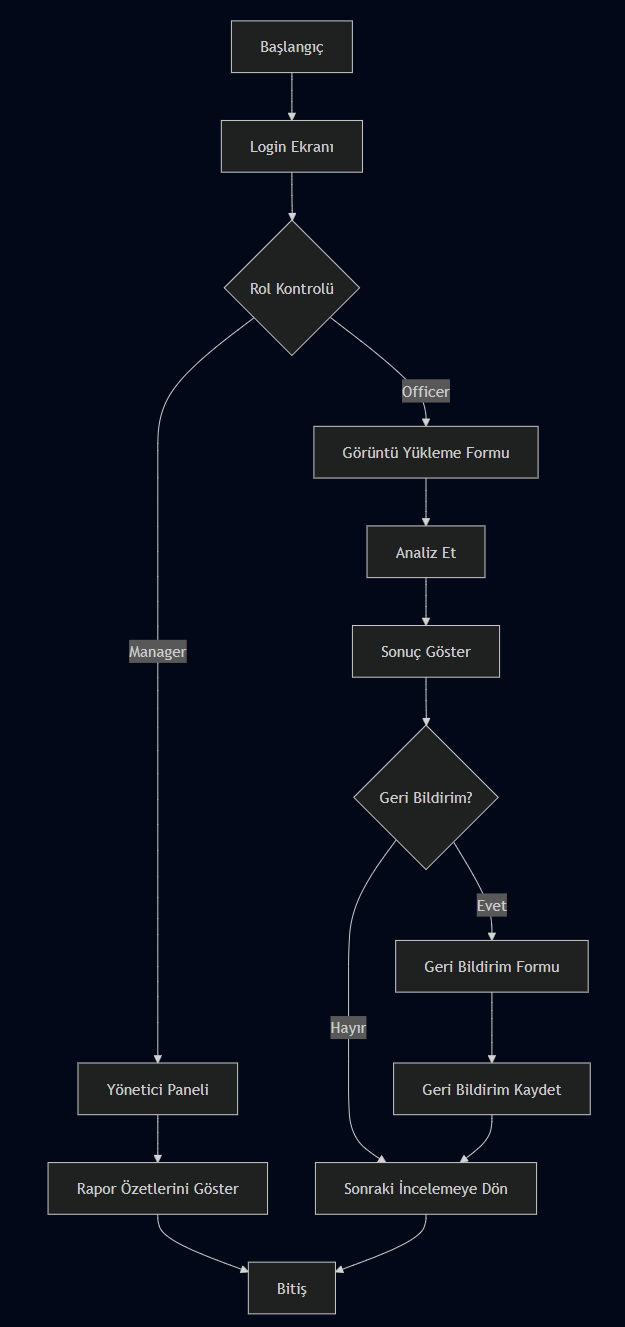 Başlangıç
Login Ekranı
Rol Kontrolü
Officer
Görüntü Yükleme Formu
Analiz Et
Sonuç Göster
Manager
Geri Bildirim?
Evet
Geri Bildirim Formu
Hayır
Yönetici Paneli
Geri Bildirim Kaydet
Rapor Özetlerini Göster
Sonraki İncelemeye Dön
Bitiş